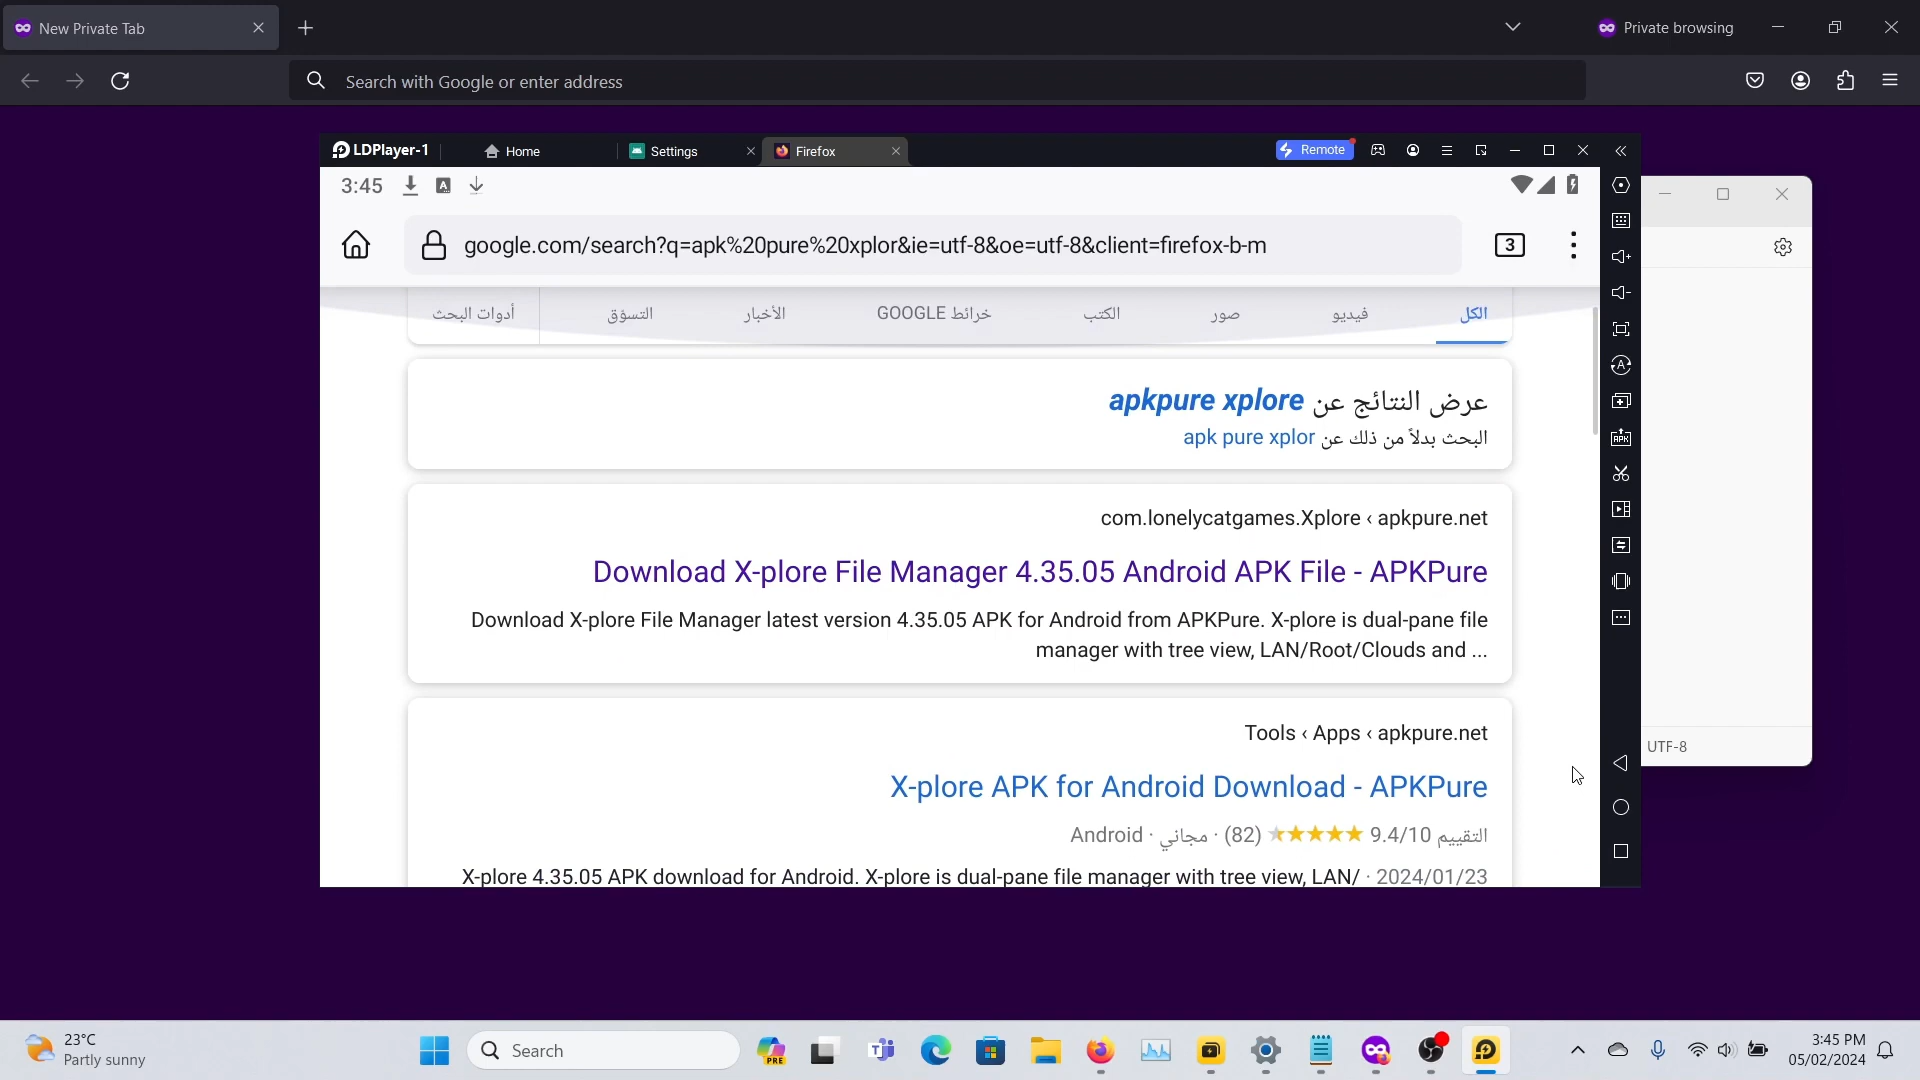 New Private Tab
Private browsing
Search with Google or enter address
LDPlayer-1
Home
Settings
Firefox
Remote
3:45
A
google.com/search?q=apk%20pure%20xplor&ie=utf-8&oe=utf-8&client=firefox-b-m
3
الكل
فيديو
صور
الكتب
خرائط GOOGLE
الأخبار
التسوّق
أدوات البحث
عرض النتائج عن apkpure xplore
البحث بدلاً من ذلك عن apk pure xplor
com.lonelycatgames.Xplore ‹ apkpure.net
Download X-plore File Manager 4.35.05 Android APK File - APKPure
Download X-plore File Manager latest version 4.35.05 APK for Android from APKPure. X-plore is dual-pane file
manager with tree view, LAN/Root/Clouds and ...
Tools ‹ Apps ‹ apkpure.net
X-plore APK for Android Download - APKPure
التقييم 9.4/10 (82) · مجاني · Android
X-plore 4.35.05 APK download for Android. X-plore is dual-pane file manager with tree view, LAN/ · 2024/01/23
A
APK
UTF-8
23°C
Partly sunny
Search
PRE
3:45 PM
05/02/2024